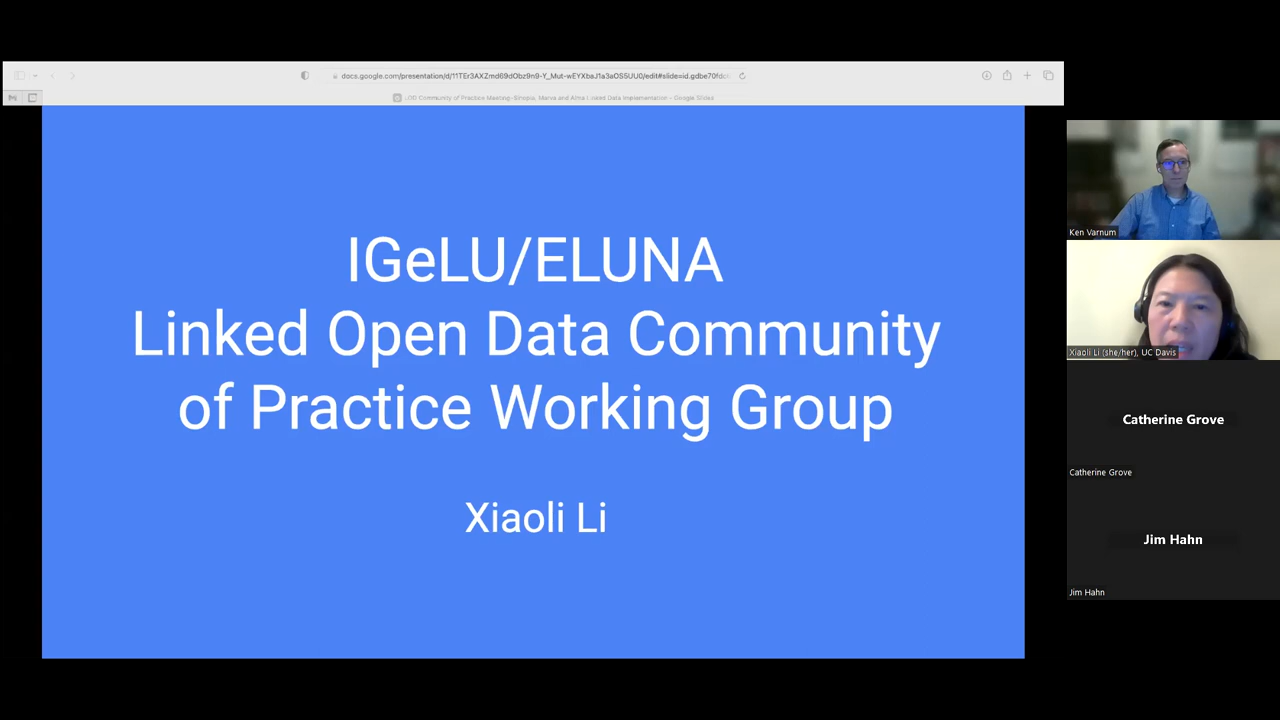 IGeLU/ELUNA
Linked Open Data Community
of Practice Working Group
Xiaoli Li
Ken Varnum
Xiaoli Li (she/her), UC Davis
Catherine Grove
Catherine Grove
Jim Hahn
Jim Hahn